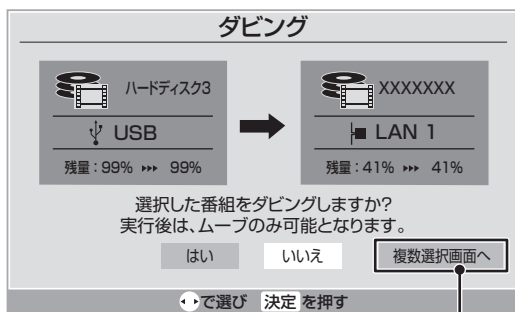 ダビング
ハードディスク3
USB
残量：99% ▸▸▸ 99%
XXXXXXX
LAN 1
残量：41% ▸▸▸ 41%
選択した番組をダビングしますか?
実行後は、ムーブのみ可能となります。
はい いいえ 複数選択画面へ
で選び 決定 を押す